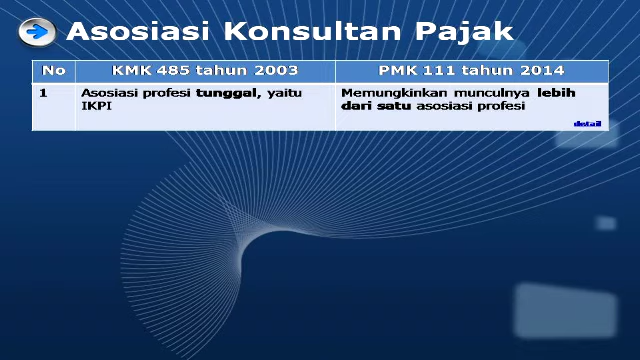 Asosiasi Konsultan Pajak
No KMK 485 tahun 2003 PMK 111 tahun 2014
1 Asosiasi profesi tunggal, yaitu Memungkinkan munculnya lebih
IKPI dari satu asosiasi profesi
detail